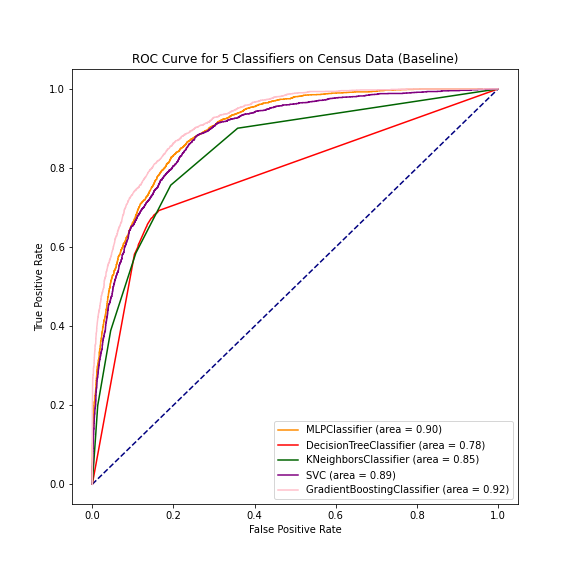 ROC Curve for 5 Classifiers on Census Data (Baseline)
1.0
0.8
0.6
0.4
0.2
0.0
True Positive Rate
MLPClassifier (area = 0.90)
DecisionTreeClassifier (area = 0.78)
KNeighborsClassifier (area = 0.85)
SVC (area = 0.89)
GradientBoostingClassifier (area = 0.92)
0.0 0.2 0.4 0.6 0.8 1.0
False Positive Rate